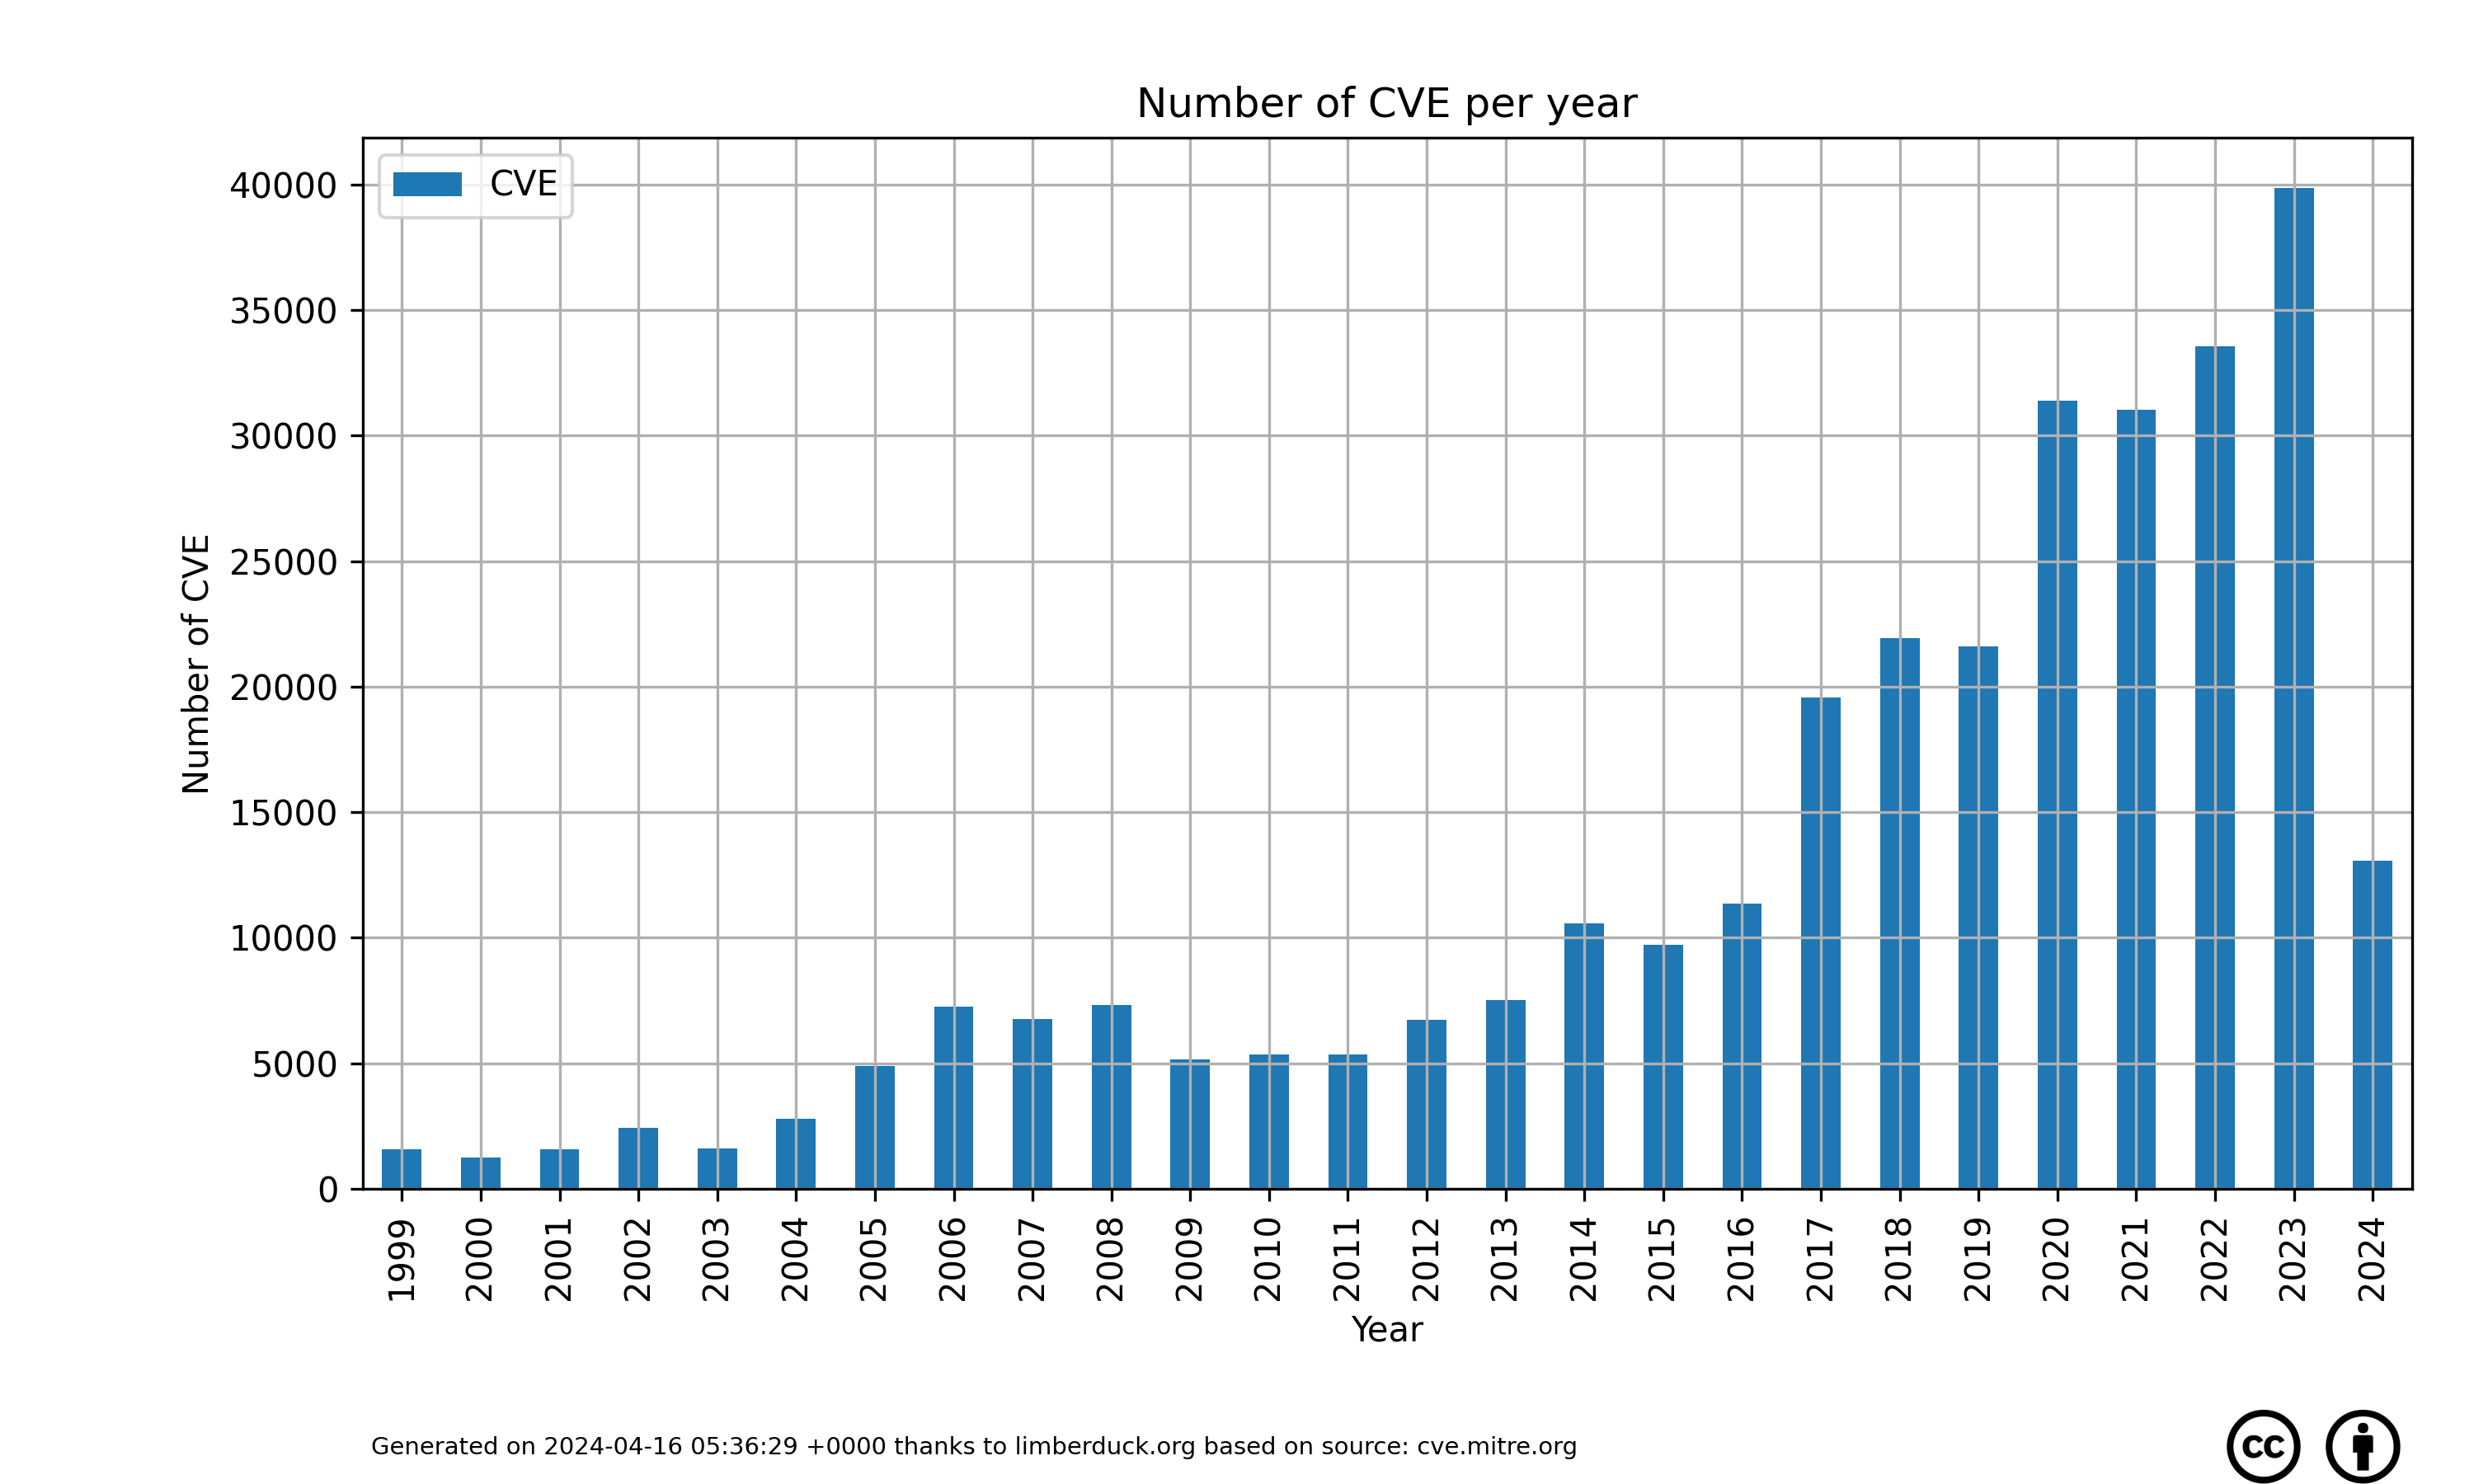 Number of CVE per year
CVE
Number of CVE
40000
35000
30000
25000
20000
15000
10000
5000
0
1999 2000 2001 2002 2003 2004 2005 2006 2007 2008 2009 2010 2011 2012 2013 2014 2015 2016 2017 2018 2019 2020 2021 2022 2023 2024
Year
Generated on 2024-04-16 05:36:29 +0000 thanks to limberduck.org based on source: cve.mitre.org
cc